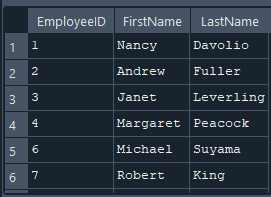 EmployeeID FirstName LastName
1 1 Nancy Davolio
2 2 Andrew Fuller
3 3 Janet Leverling
4 4 Margaret Peacock
5 6 Michael Suyama
6 7 Robert King